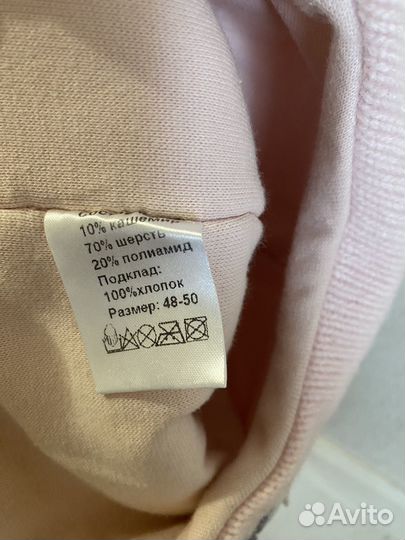 10% кашемир
70% шерсть
20% полиамид
Подклад:
100%хлопок
Размер: 48-50
Avito